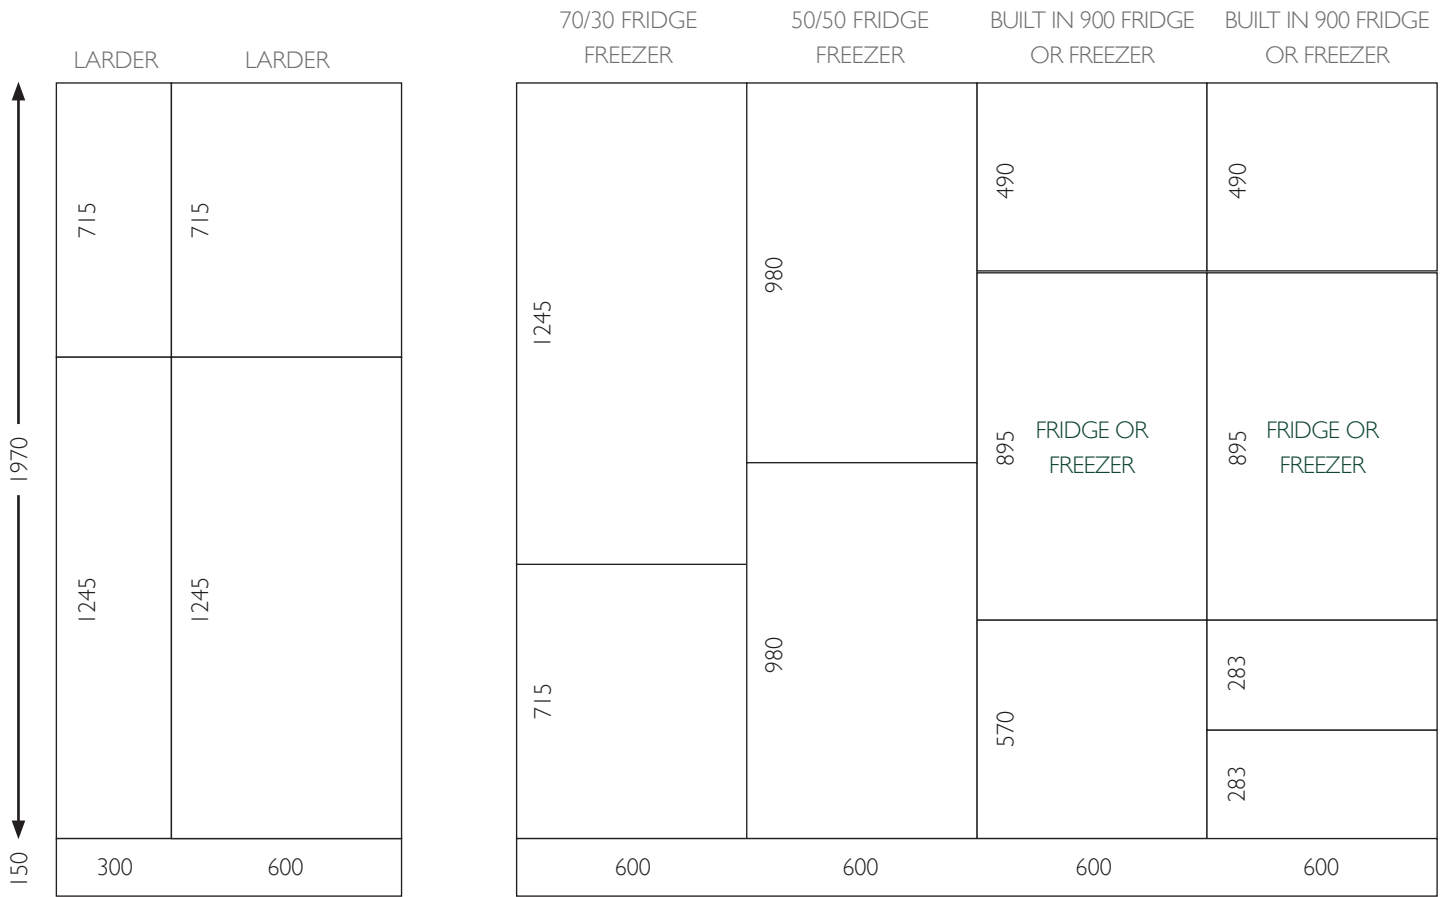 70/30 FRIDGE
FREEZER
50/50 FRIDGE
FREEZER
BUILT IN 900 FRIDGE
OR FREEZER
BUILT IN 900 FRIDGE
OR FREEZER
LARDER
LARDER
715
715
1245
1245
1970
150
300
600
1245
715
980
980
490
895
FRIDGE OR
FREEZER
570
490
895
FRIDGE OR
FREEZER
283
283
600
600
600
600